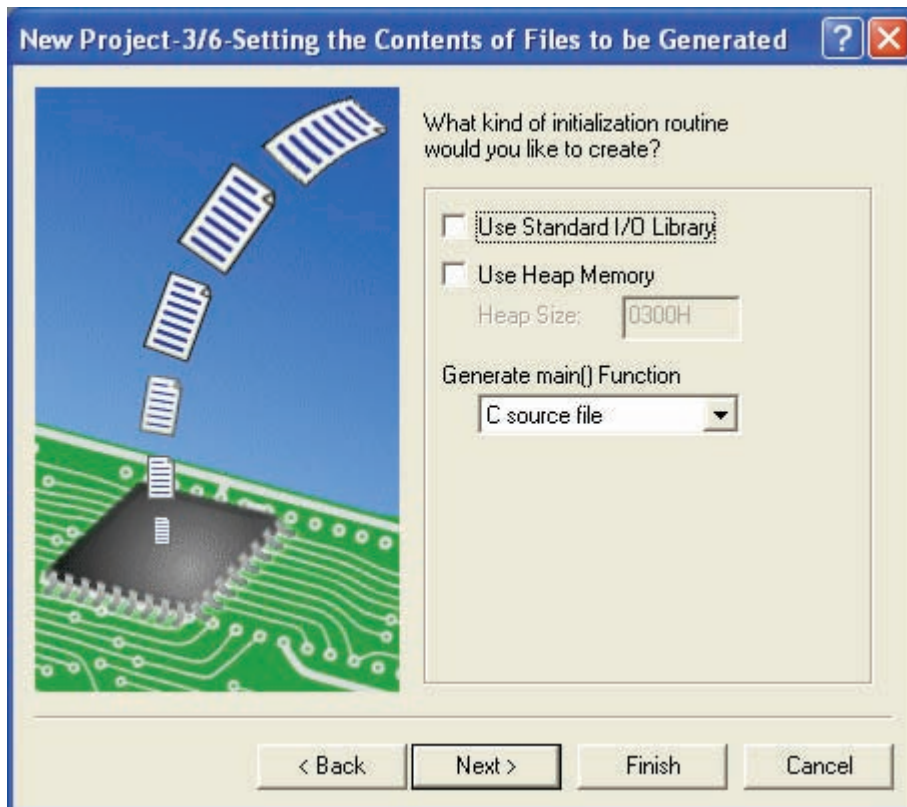 New Project-3/6-Setting the Contents of Files to be Generated
?
What kind of initialization routine
would you like to create?
Use Standard I/O Library
Use Heap Memory
Heap Size: 0300H
Generate main() Function
C source file
< Back Next > Finish Cancel